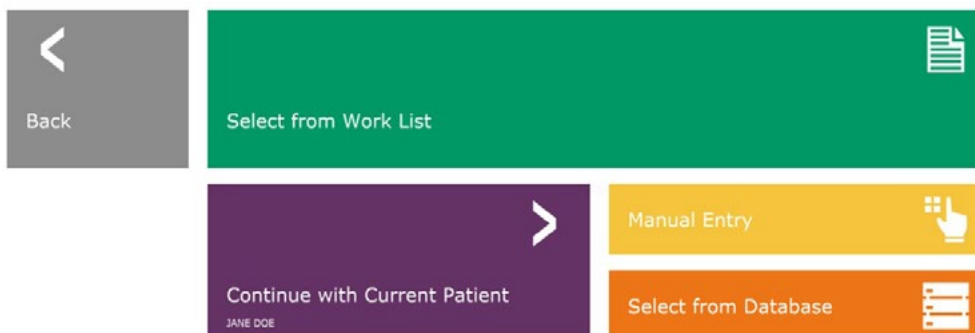 Back
Select from Work List
Manual Entry
Continue with Current Patient
JANE DOE
Select from Database